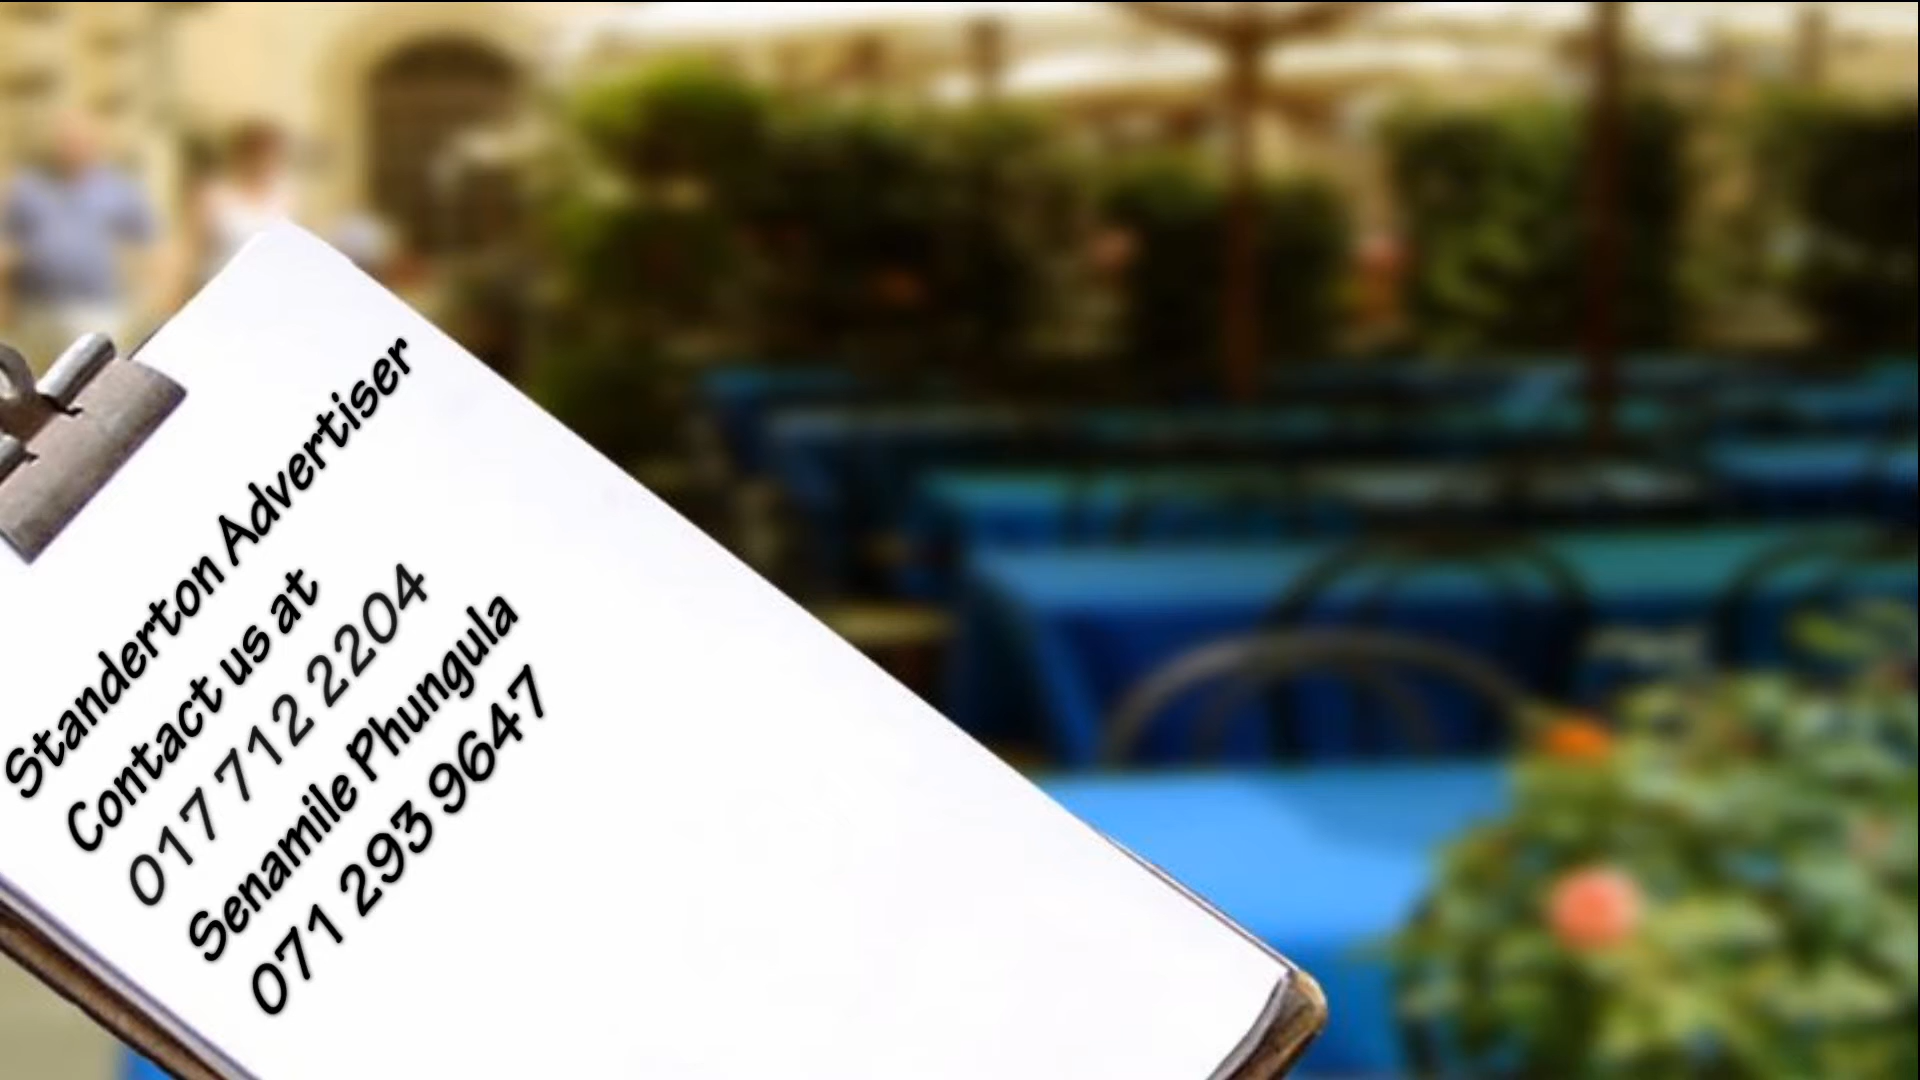 Standerton Advertiser
Contact us at
017 712 2204
Senamile Phungula
071 293 9647